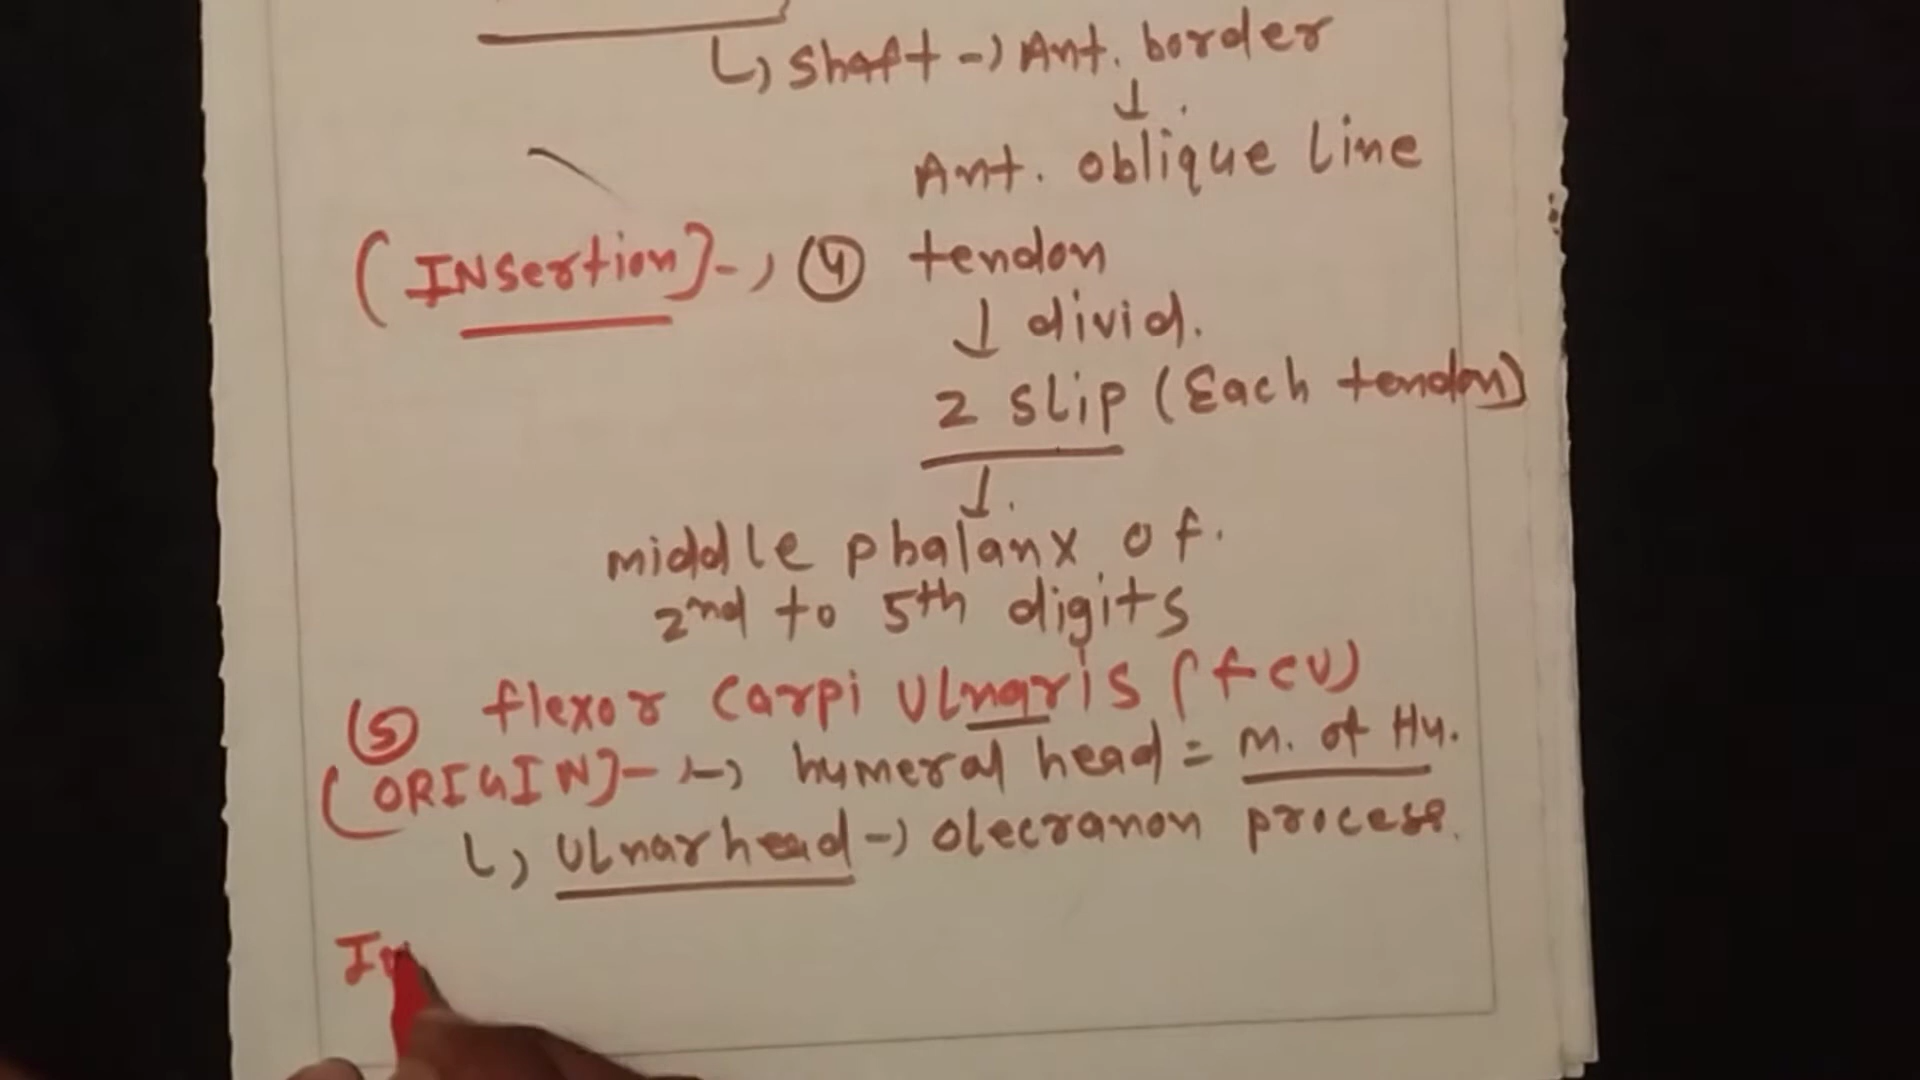 ↳ shaft → Ant. border
↓
Ant. oblique line
(Insertion) → ④ tendon
↓ divid.
2 slip (Each tendon)
↓
middle phalanx of.
2nd to 5th digits
⑤ flexor carpi ulnaris (fcu)
(ORIGIN) → humeral head = m. of Hu.
↳ ulnar head → olecranon process.
In